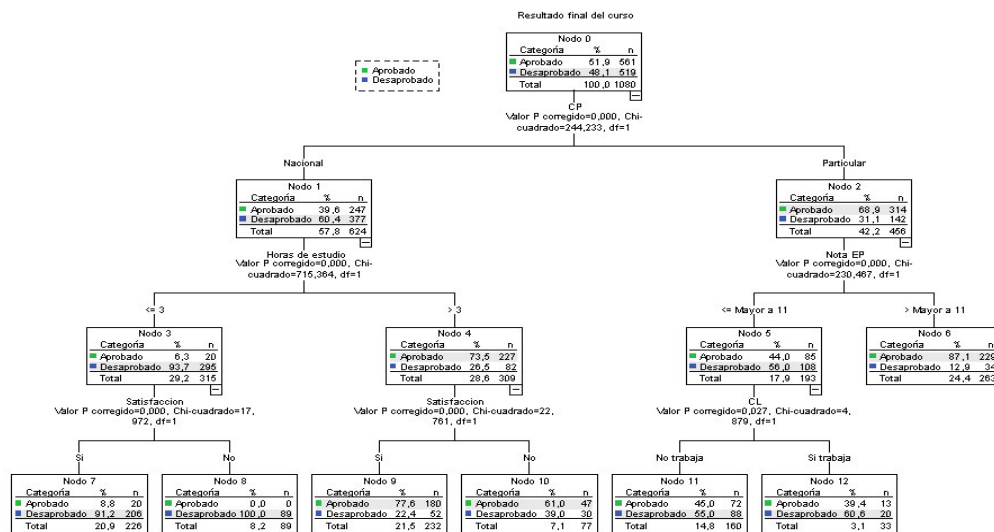 Resultado final del curso
Aprobado
Desaprobado
Nodo 0
Categoría % n
Aprobado 51,9 561
Desaprobado 48,1 519
Total 100,0 1080
CP
Valor P corregido=0,000, Chi-
cuadrado=244,233, df=1
Nacional
Particular
Nodo 1
Categoría % n
Aprobado 39,6 247
Desaprobado 60,4 377
Total 57,8 624
Nodo 2
Categoría % n
Aprobado 68,9 314
Desaprobado 31,1 142
Total 42,2 456
Horas de estudio
Valor P corregido=0,000, Chi-
cuadrado=715,364, df=1
Nota EP
Valor P corregido=0,000, Chi-
cuadrado=230,467, df=1
<= 3
> 3
<= Mayor a 11
> Mayor a 11
Nodo 3
Categoría % n
Aprobado 6,3 20
Desaprobado 93,7 295
Total 29,2 315
Nodo 4
Categoría % n
Aprobado 73,5 227
Desaprobado 26,5 82
Total 28,6 309
Nodo 5
Categoría % n
Aprobado 44,0 85
Desaprobado 56,0 108
Total 17,9 193
Nodo 6
Categoría % n
Aprobado 87,1 229
Desaprobado 12,9 34
Total 24,4 263
Satisfaccion
Valor P corregido=0,000, Chi-cuadrado=17,
972, df=1
Satisfaccion
Valor P corregido=0,000, Chi-cuadrado=22,
761, df=1
CL
Valor P corregido=0,027, Chi-cuadrado=4,
879, df=1
Si
No
Si
No
No trabaja
Si trabaja
Nodo 7
Categoría % n
Aprobado 8,8 20
Desaprobado 91,2 206
Total 20,9 226
Nodo 8
Categoría % n
Aprobado 0,0 0
Desaprobado 100,0 89
Total 8,2 89
Nodo 9
Categoría % n
Aprobado 77,6 180
Desaprobado 22,4 52
Total 21,5 232
Nodo 10
Categoría % n
Aprobado 61,0 47
Desaprobado 39,0 30
Total 7,1 77
Nodo 11
Categoría % n
Aprobado 45,0 72
Desaprobado 55,0 88
Total 14,8 160
Nodo 12
Categoría % n
Aprobado 39,4 13
Desaprobado 60,6 20
Total 3,1 33